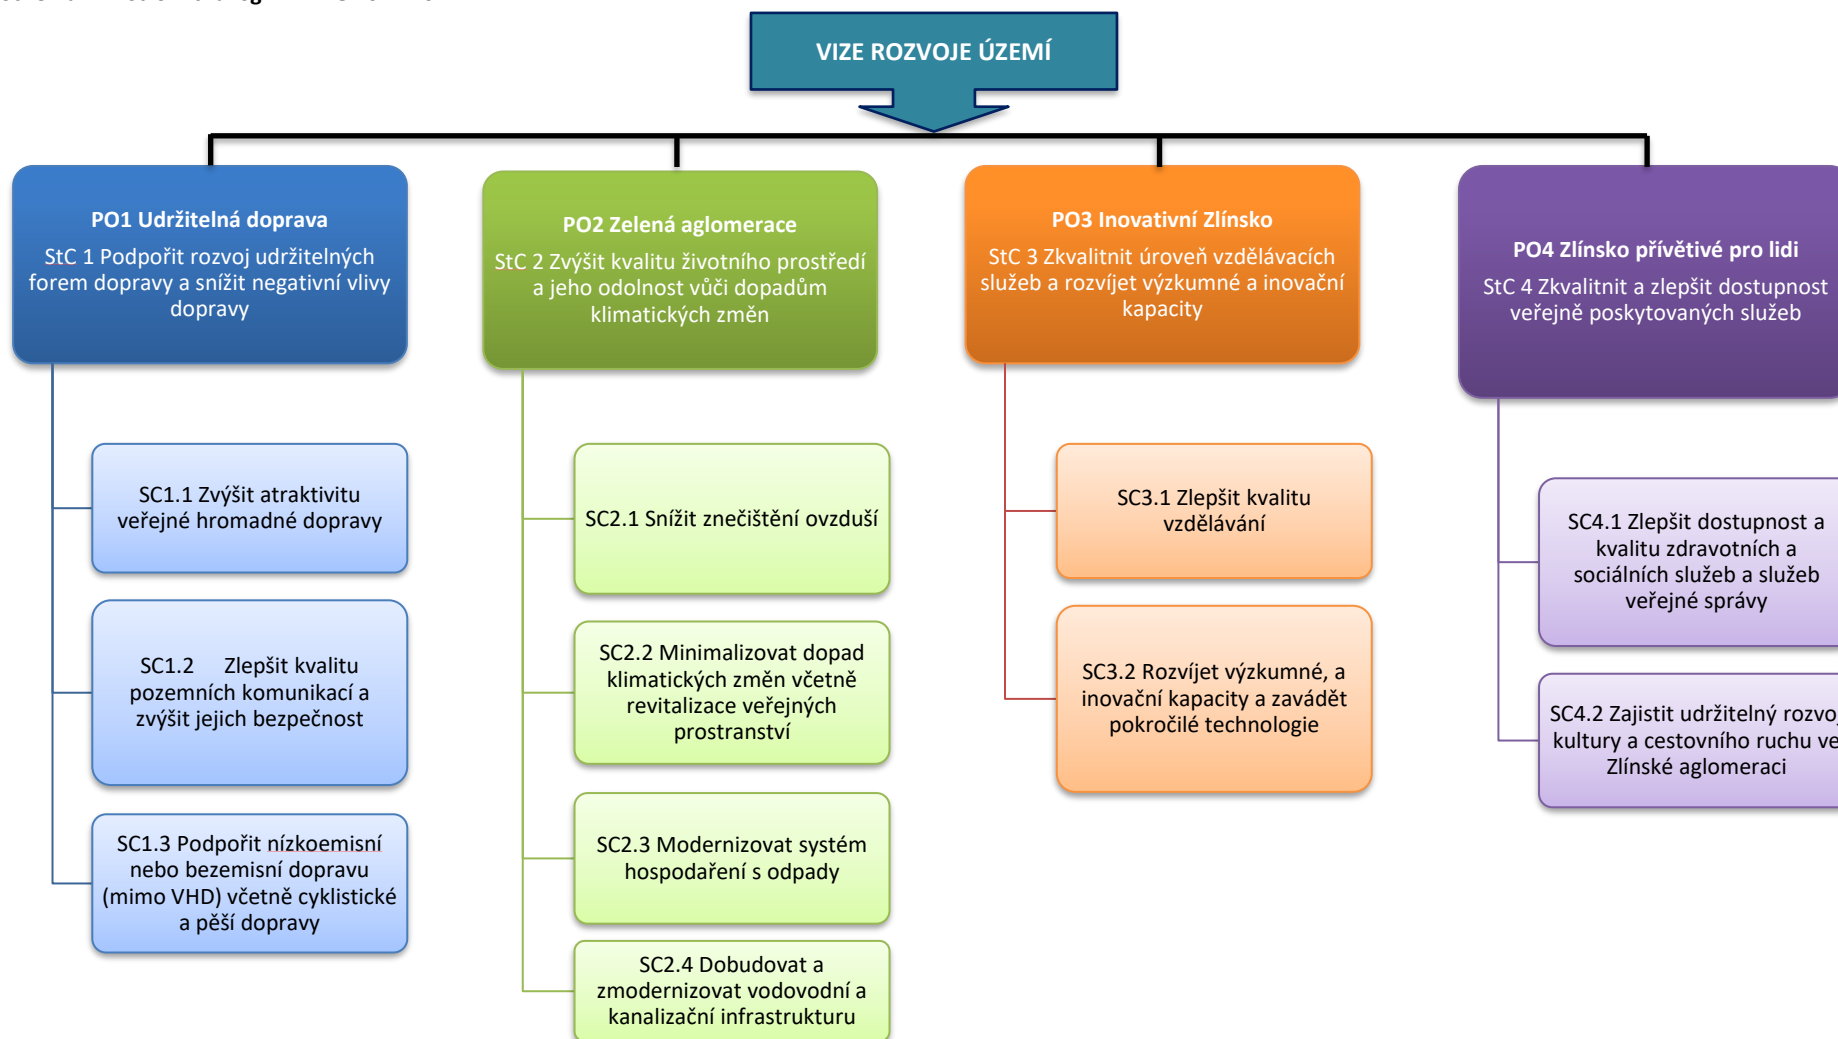 VIZE ROZVOJE ÚZEMÍ
PO1 Udržitelná doprava
StC 1 Podpořit rozvoj udržitelných
forem dopravy a snížit negativní vlivy
dopravy
SC1.1 Zvýšit atraktivitu
veřejné hromadné dopravy
SC1.2 Zlepšit kvalitu
pozemních komunikací a
zvýšit jejich bezpečnost
SC1.3 Podpořit nízkoemisní
nebo bezemisní dopravu
(mimo VHD) včetně cyklistické
a pěší dopravy
PO2 Zelená aglomerace
StC 2 Zvýšit kvalitu životního prostředí
a jeho odolnost vůči dopadům
klimatických změn
SC2.1 Snížit znečištění ovzduší
SC2.2 Minimalizovat dopad
klimatických změn včetně
revitalizace veřejných
prostranství
SC2.3 Modernizovat systém
hospodaření s odpady
SC2.4 Dobudovat a
zmodernizovat vodovodní a
kanalizační infrastrukturu
PO3 Inovativní Zlínsko
StC 3 Zkvalitnit úroveň vzdělávacích
služeb a rozvíjet výzkumné a inovační
kapacity
SC3.1 Zlepšit kvalitu
vzdělávání
SC3.2 Rozvíjet výzkumné, a
inovační kapacity a zavádět
pokročilé technologie
PO4 Zlínsko přívětivé pro lidi
StC 4 Zkvalitnit a zlepšit dostupnost
veřejně poskytovaných služeb
SC4.1 Zlepšit dostupnost a
kvalitu zdravotních a
sociálních služeb a služeb
veřejné správy
SC4.2 Zajistit udržitelný rozvoj
kultury a cestovního ruchu ve
Zlínské aglomeraci